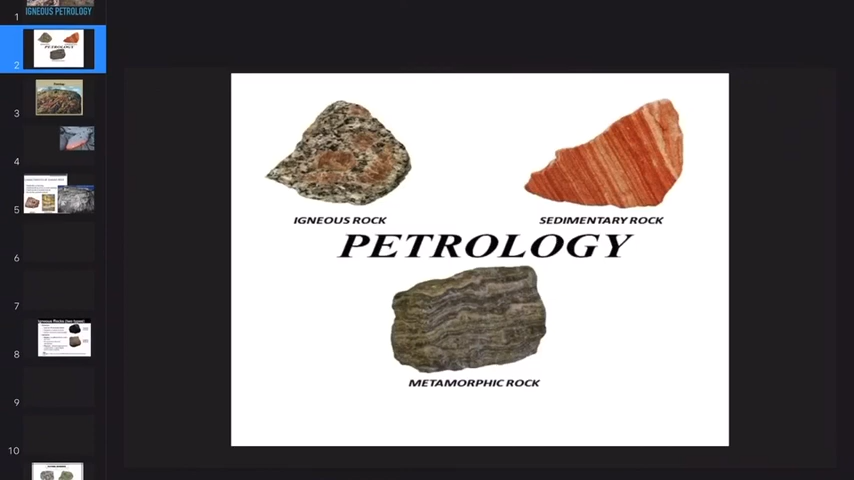 IGNEOUS PETROLOGY
1
2
3
4
5
6
7
8
9
10
IGNEOUS ROCK
SEDIMENTARY ROCK
PETROLOGY
METAMORPHIC ROCK